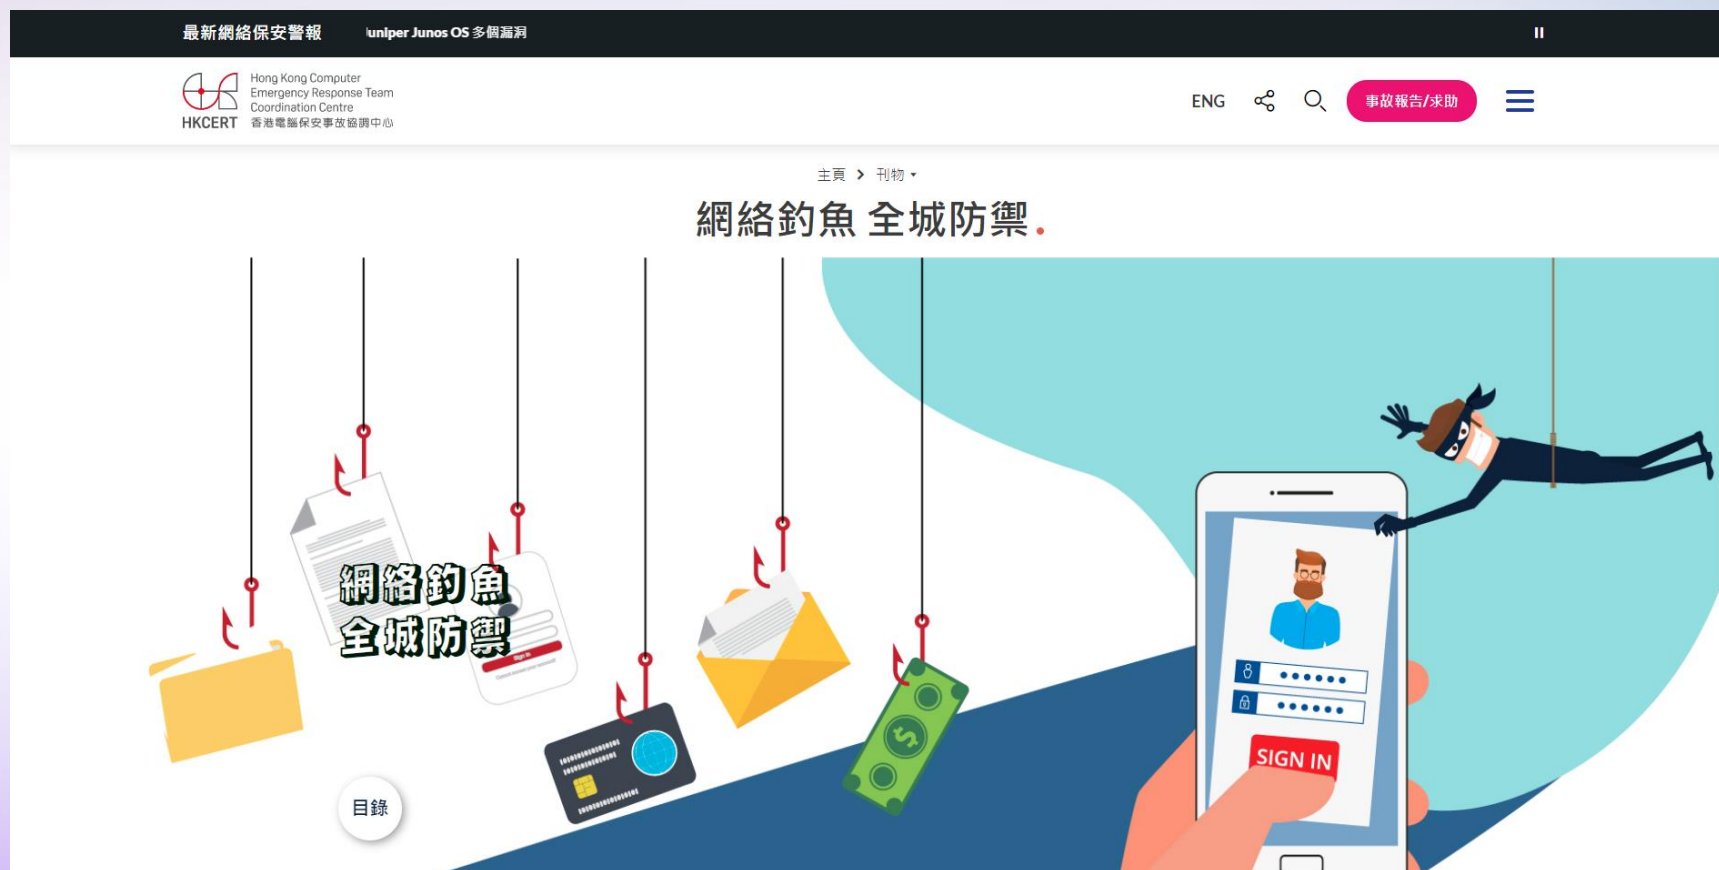 最新網絡保安警報
Juniper Junos OS 多個漏洞
Hong Kong Computer
Emergency Response Team
Coordination Centre
HKCERT 香港電腦保安事故協調中心
ENG
事故報告/求助
主頁 > 刊物
網絡釣魚 全城防禦.
網絡釣魚
全城防禦
Sign in
SIGN IN
目錄